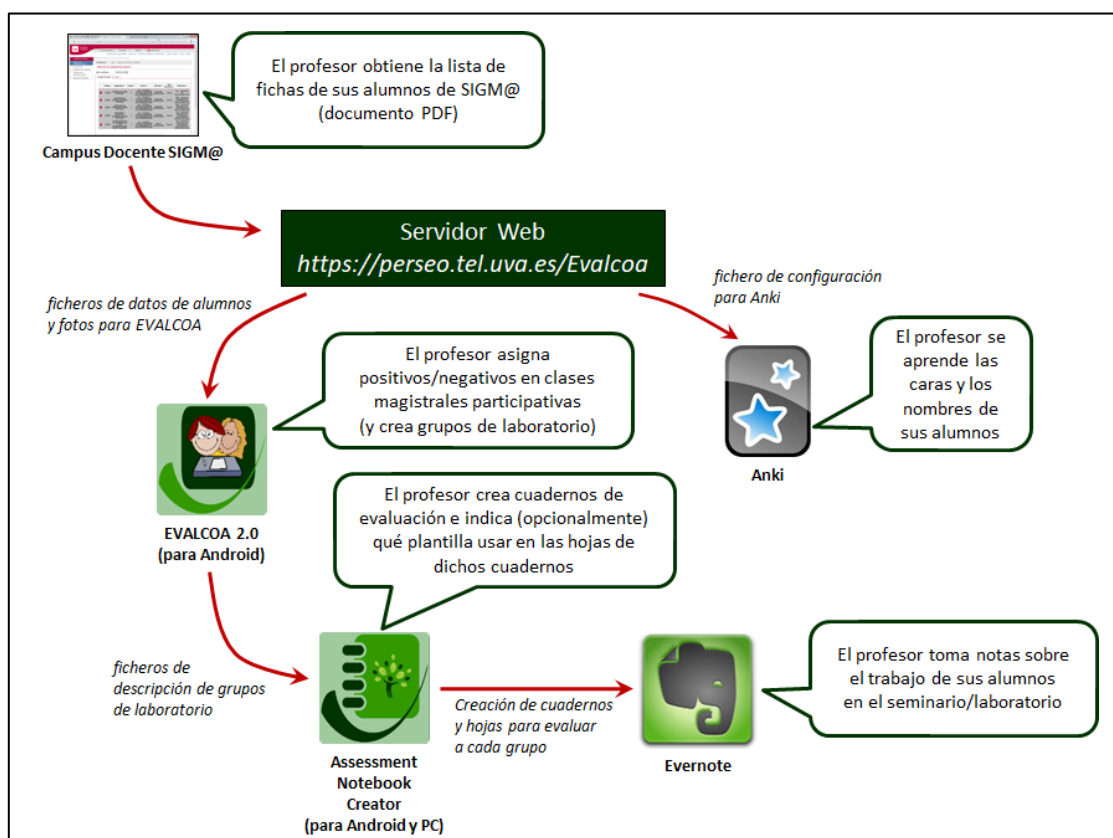 El profesor obtiene la lista de
fichas de sus alumnos de SIGM@
(documento PDF)
Campus Docente SIGM@
Servidor Web
https://perseo.tel.uva.es/Evalcoa
ficheros de datos de alumnos
y fotos para EVALCOA
fichero de configuración
para Anki
El profesor asigna
positivos/negativos en clases
magistrales participativas
(y crea grupos de laboratorio)
El profesor se
aprende las
caras y los
nombres de
sus alumnos
Anki
EVALCOA 2.0
(para Android)
El profesor crea cuadernos de
evaluación e indica (opcionalmente)
qué plantilla usar en las hojas de
dichos cuadernos
ficheros de
descripción de grupos
de laboratorio
Creación de cuadernos
y hojas para evaluar
a cada grupo
El profesor toma notas sobre
el trabajo de sus alumnos
en el seminario/laboratorio
Assessment
Notebook
Creator
(para Android y PC)
Evernote